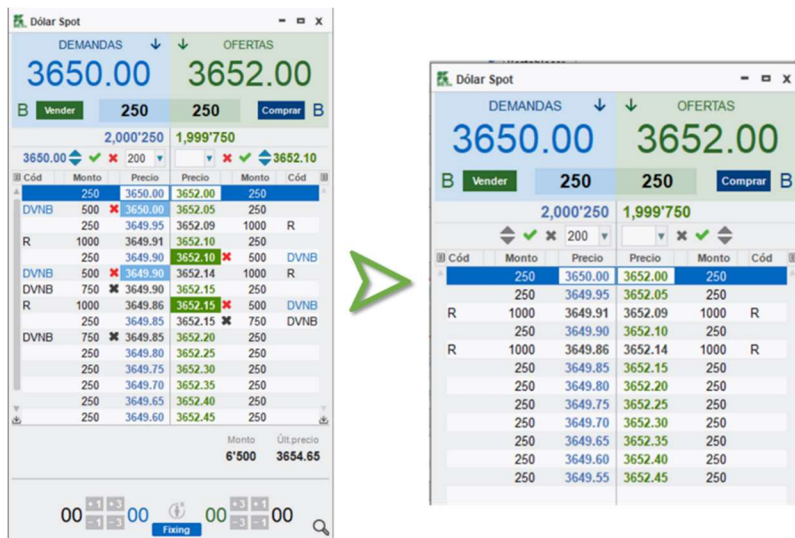 Dólar Spot
DEMANDAS OFERTAS
3650.00 3652.00
B Vender 250 250 Comprar B
2,000'250 1,999'750
3650.00 200 3652.10
Cód Monto Precio Precio Monto Cód
250 3650.00 3652.00 250
DVNB 500 3650.00 3652.05 250
250 3649.95 3652.09 1000 R
R 1000 3649.91 3652.10 250
250 3649.90 3652.10 500 DVNB
DVNB 500 3649.90 3652.14 1000 R
DVNB 750 3649.90 3652.15 250
R 1000 3649.86 3652.15 500 DVNB
250 3649.85 3652.15 750 DVNB
DVNB 750 3649.85 3652.20 250
250 3649.80 3652.25 250
250 3649.75 3652.30 250
250 3649.70 3652.35 250
250 3649.65 3652.40 250
250 3649.60 3652.45 250
Monto Últ.precio
6'500 3654.65
+1 +3 +3 +1
00 00 00 00
-1 -3 -3 -1
Fixing
Dólar Spot
DEMANDAS OFERTAS
3650.00 3652.00
B Vender 250 250 Comprar B
2,000'250 1,999'750
200
Cód Monto Precio Precio Monto Cód
250 3650.00 3652.00 250
250 3649.95 3652.05 250
R 1000 3649.91 3652.09 1000 R
250 3649.90 3652.10 250
R 1000 3649.86 3652.14 1000 R
250 3649.85 3652.15 250
250 3649.80 3652.20 250
250 3649.75 3652.25 250
250 3649.70 3652.30 250
250 3649.65 3652.35 250
250 3649.60 3652.40 250
250 3649.55 3652.45 250